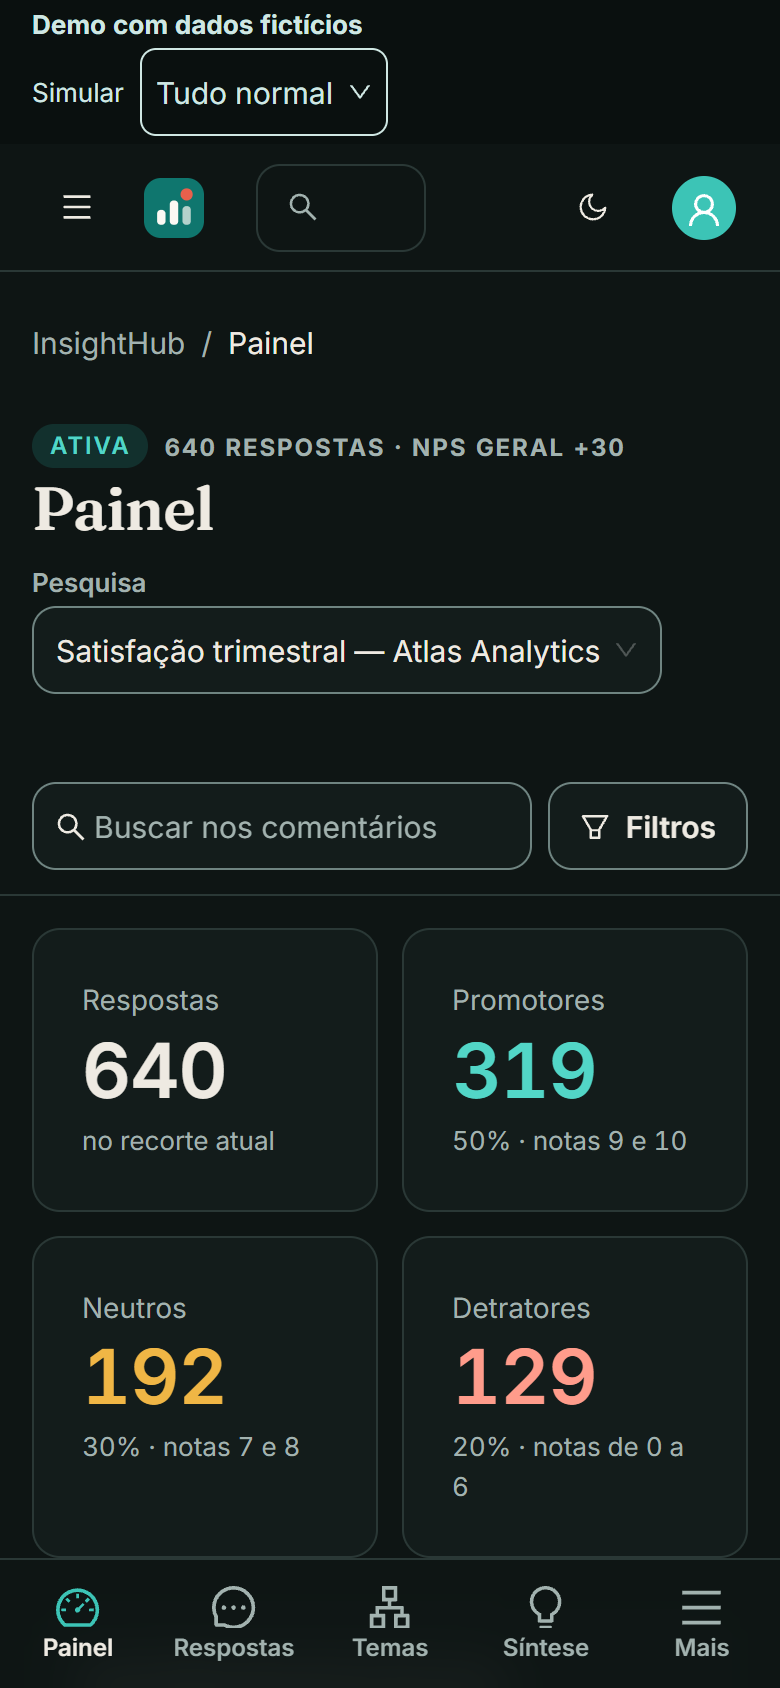 Demo com dados fictícios
Simular Tudo normal
InsightHub / Painel
ATIVA 640 RESPOSTAS · NPS GERAL +30
Painel
Pesquisa
Satisfação trimestral — Atlas Analytics
Buscar nos comentários Filtros
Respostas
640
no recorte atual
Promotores
319
50% · notas 9 e 10
Neutros
192
30% · notas 7 e 8
Detratores
129
20% · notas de 0 a
6
Painel Respostas Temas Síntese Mais